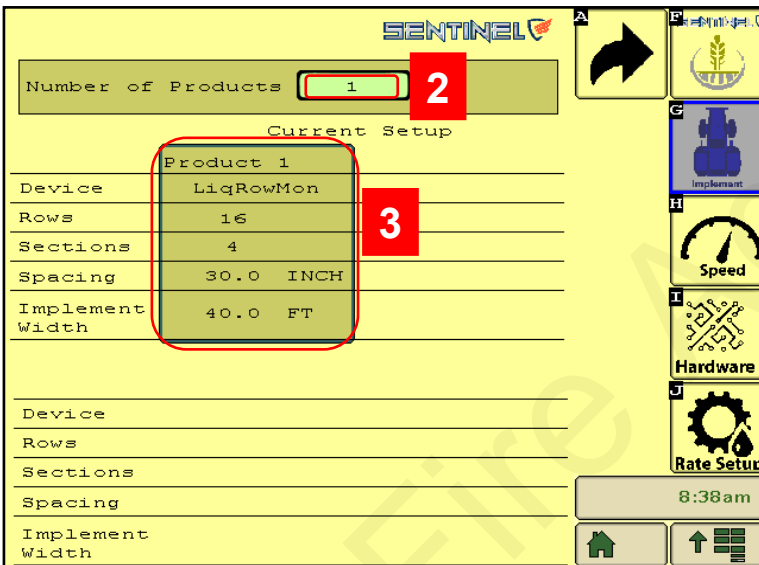 SENTINEL
Number of Products 1
2
Current Setup
Product 1
Device LiqRowMon
Rows 16
3
Sections 4
Spacing 30.0 INCH
Implement Width 40.0 FT
Device
Rows
Sections
Spacing
Implement
Width
A
F SENTINEL
G
Implement
H
Speed
I
Hardware
J
Rate Setup
8:38am
Fire